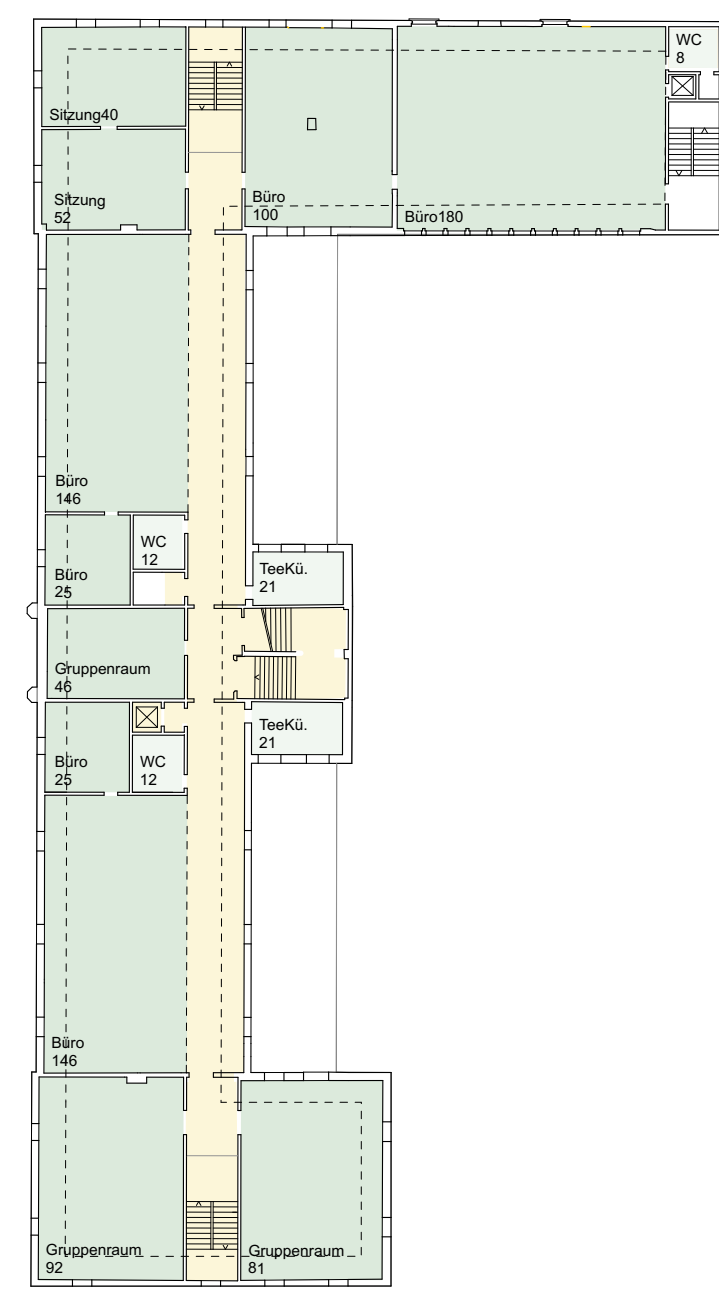 WC
8
Sitzung40
Sitzung
52
Büro
100
Büro180
Büro
146
WC
12
Büro
25
TeeKü.
21
Gruppenraum
46
TeeKü.
21
Büro
25
WC
12
Büro
146
Gruppenraum
92
Gruppenraum
81